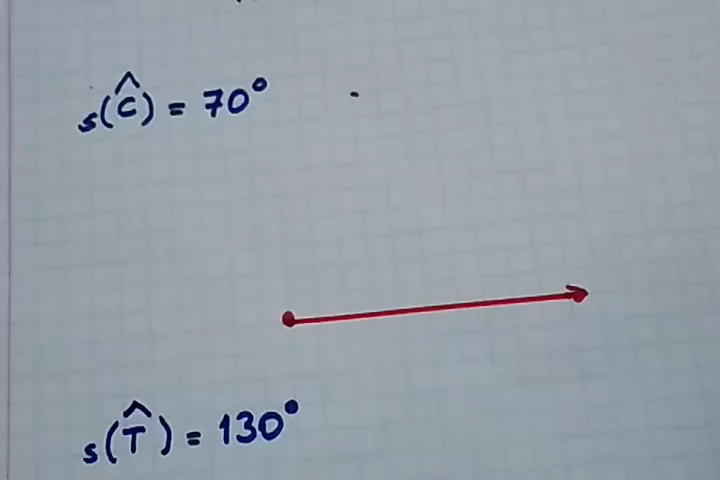 s(Ĉ) = 70°
s(T̂) = 130°